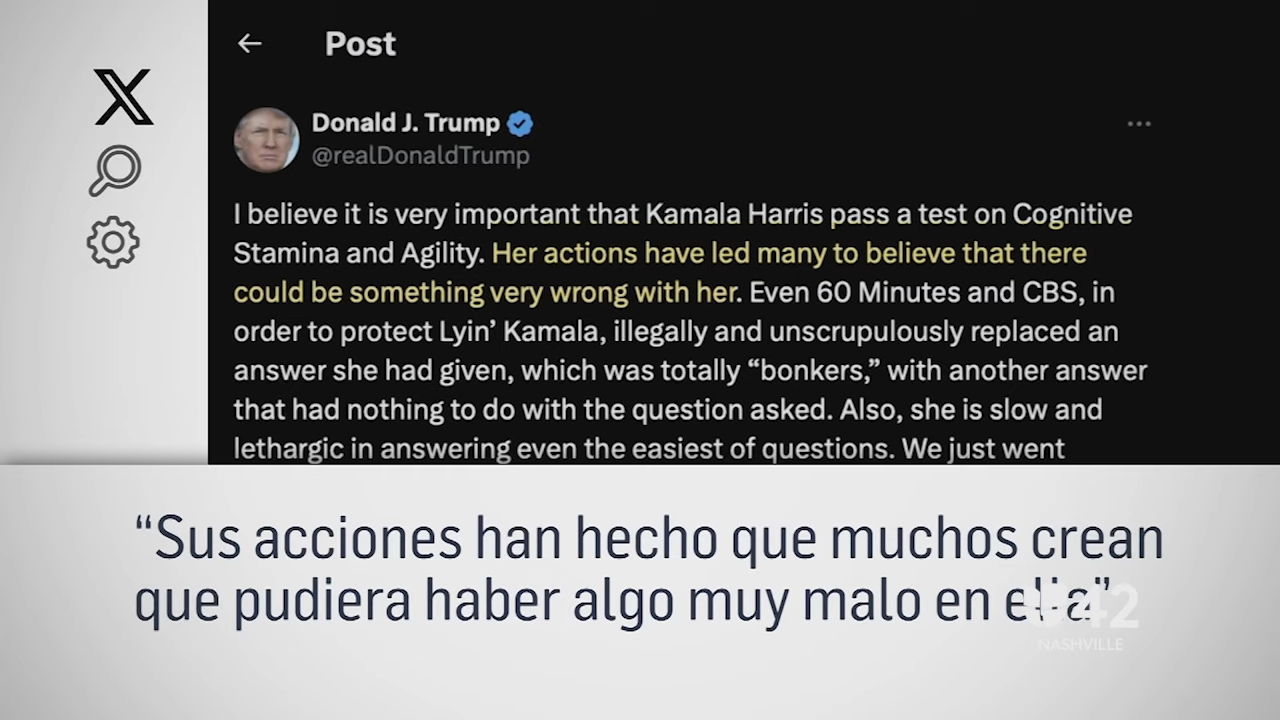 Post
Donald J. Trump
@realDonaldTrump
I believe it is very important that Kamala Harris pass a test on Cognitive
Stamina and Agility. Her actions have led many to believe that there
could be something very wrong with her. Even 60 Minutes and CBS, in
order to protect Lyin’ Kamala, illegally and unscrupulously replaced an
answer she had given, which was totally “bonkers,” with another answer
that had nothing to do with the question asked. Also, she is slow and
lethargic in answering even the easiest of questions. We just went
“Sus acciones han hecho que muchos crean
que pudiera haber algo muy malo en ella”
42
NASHVILLE